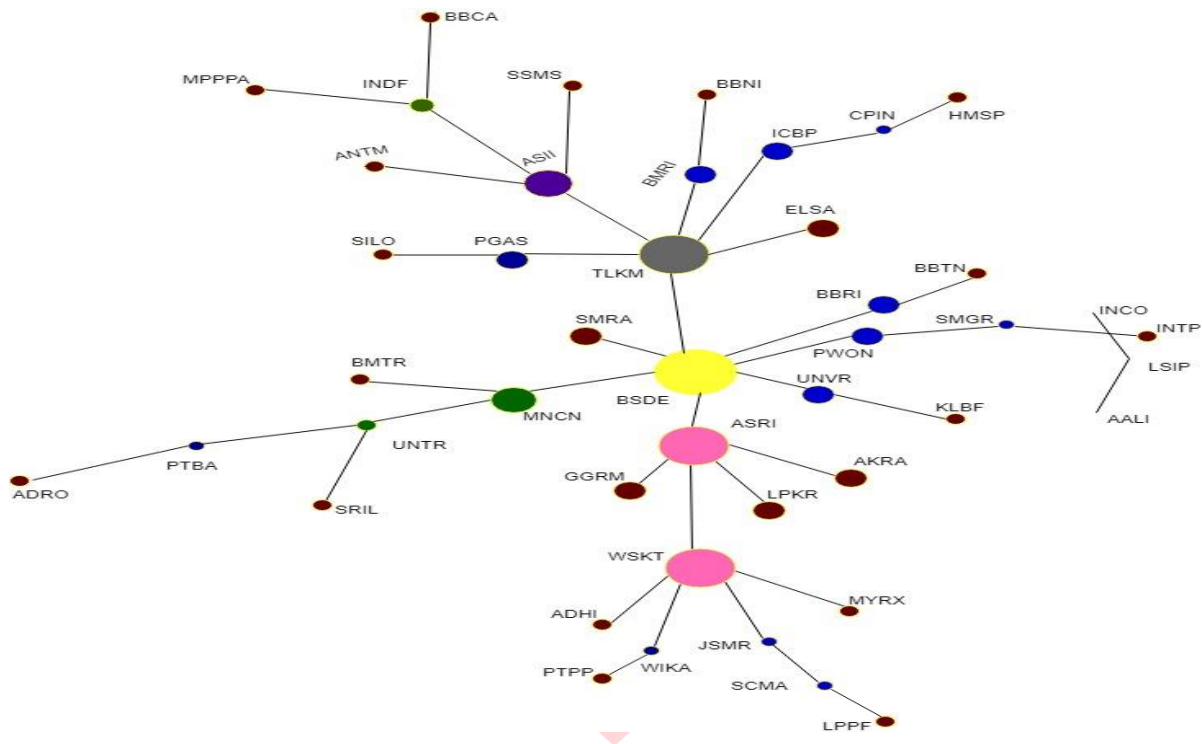 BBCA
MPPPA
INDF
SSMS
BBNI
CPIN
HMSP
ICBP
ANTM
ASII
BMRI
ELSA
SILO
PGAS
TLKM
BBTN
BBRI
SMRA
SMGR
INCO
INTP
PWON
BMTR
LSIP
UNVR
BSDE
MNCN
KLBF
AALI
ASRI
UNTR
PTBA
AKRA
GGRM
ADRO
LPKR
SRIL
WSKT
MYRX
ADHI
JSMR
PTPP
WIKA
SCMA
LPPF